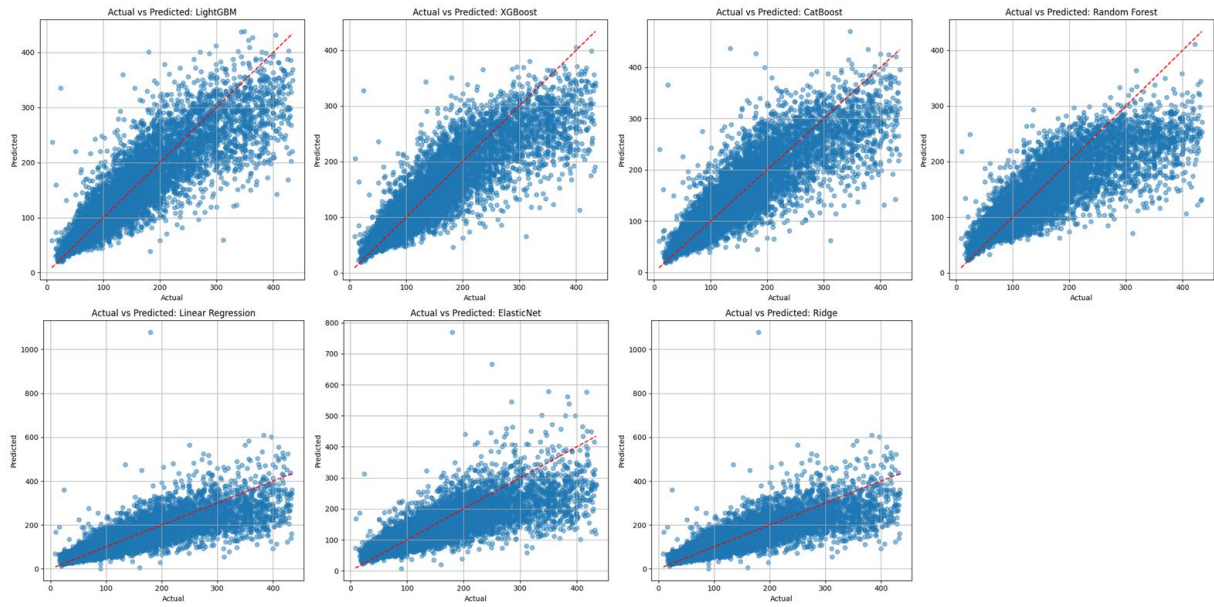 Actual vs Predicted: LightGBM
Predicted
400
300
200
100
0
0 100 200 300 400
Actual
Actual vs Predicted: XGBoost
Predicted
400
300
200
100
0
0 100 200 300 400
Actual
Actual vs Predicted: CatBoost
Predicted
400
300
200
100
0
0 100 200 300 400
Actual
Actual vs Predicted: Random Forest
Predicted
400
300
200
100
0
0 100 200 300 400
Actual
Actual vs Predicted: Linear Regression
Predicted
1000
800
600
400
200
0
0 100 200 300 400
Actual
Actual vs Predicted: ElasticNet
Predicted
800
700
600
500
400
300
200
100
0
0 100 200 300 400
Actual
Actual vs Predicted: Ridge
Predicted
1000
800
600
400
200
0
0 100 200 300 400
Actual